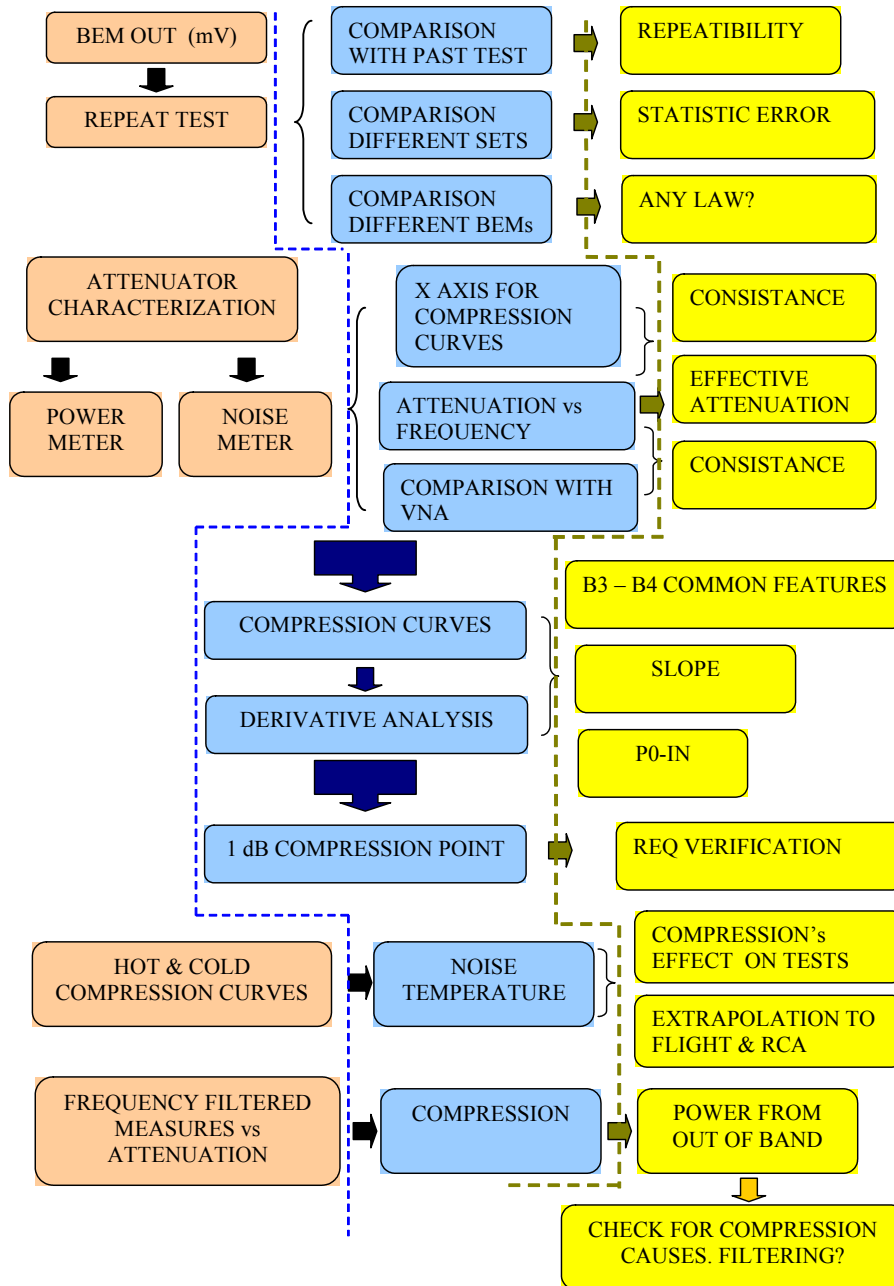 BEM OUT (mV)
REPEAT TEST
COMPARISON
WITH PAST TEST
COMPARISON
DIFFERENT SETS
COMPARISON
DIFFERENT BEMs
REPEATIBILITY
STATISTIC ERROR
ANY LAW?
ATTENUATOR
CHARACTERIZATION
POWER
METER
NOISE
METER
X AXIS FOR
COMPRESSION
CURVES
ATTENUATION vs
FREQUENCY
COMPARISON WITH
VNA
CONSISTANCE
EFFECTIVE
ATTENUATION
CONSISTANCE
COMPRESSION CURVES
DERIVATIVE ANALYSIS
1 dB COMPRESSION POINT
B3 – B4 COMMON FEATURES
SLOPE
P0-IN
REQ VERIFICATION
HOT & COLD
COMPRESSION CURVES
NOISE
TEMPERATURE
COMPRESSION's
EFFECT ON TESTS
EXTRAPOLATION TO
FLIGHT & RCA
FREQUENCY FILTERED
MEASURES vs
ATTENUATION
COMPRESSION
POWER FROM
OUT OF BAND
CHECK FOR COMPRESSION
CAUSES. FILTERING?